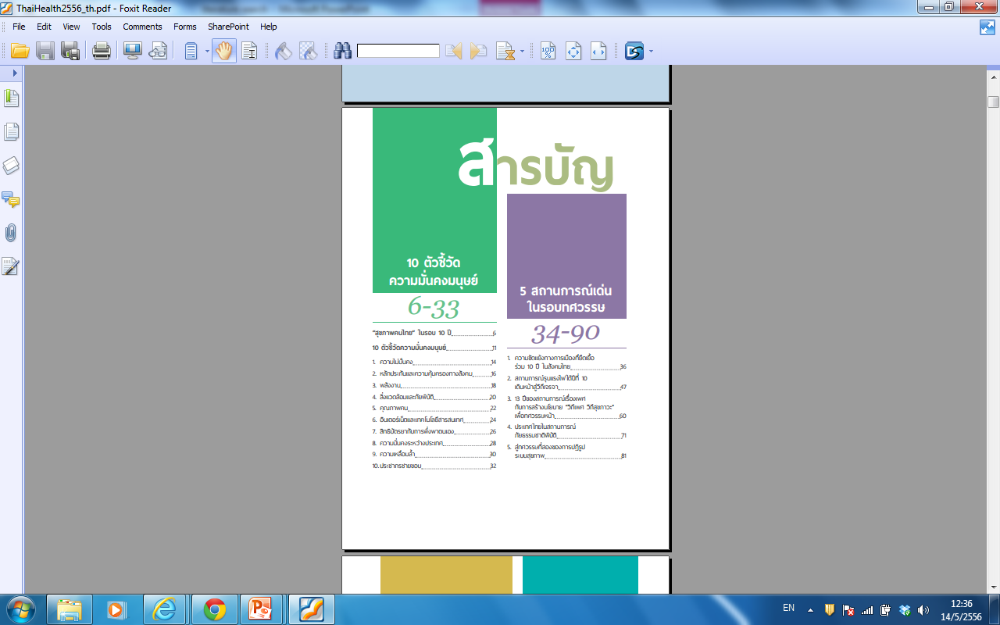 ThaiHealth2556_th.pdf - Foxit Reader
File Edit View Tools Comments Forms SharePoint Help
สารบัญ
10 ตัวชี้วัด
ความมั่นคงมนุษย์
6-33
"สุขภาพคนไทย" ในรอบ 10 ปี 6
10 ตัวชี้วัดความมั่นคงมนุษย์ 11
1. ความไม่มั่นคง 14
2. หลักประกันและความคุ้มครองทางสังคม 16
3. พลังงาน 18
4. สิ่งแวดล้อมและภัยพิบัติ 20
5. คุณภาพคน 22
6. อินเตอร์เน็ตและเทคโนโลยีสารสนเทศ 24
7. สิทธิบัตรยากับการพึ่งพาตนเอง 26
8. ความมั่นคงระหว่างประเทศ 28
9. ความเหลื่อมล้ำ 30
10. ประชากรชายขอบ 32
5 สถานการณ์เด่น
ในรอบทศวรรษ
34-90
1. ความขัดแย้งทางการเมืองที่ยืดเยื้อ
ร่วม 10 ปี ในสังคมไทย 36
2. สถานการณ์รุนแรงไฟใต้ปีที่ 10
เดินหน้าสู่วิถีเจรจา 47
3. 13 ปีของสถานการณ์เรื่องเพศ
กับการสร้างนโยบาย "วิถีเพศ วิถีสุขภาวะ"
เพื่อทศวรรษหน้า 60
4. ประเทศไทยในสถานการณ์
ภัยธรรมชาติพิบัติ 71
5. สู่ทศวรรษที่สองของการปฏิรูป
ระบบสุขภาพ 81
EN
12:36
14/5/2556